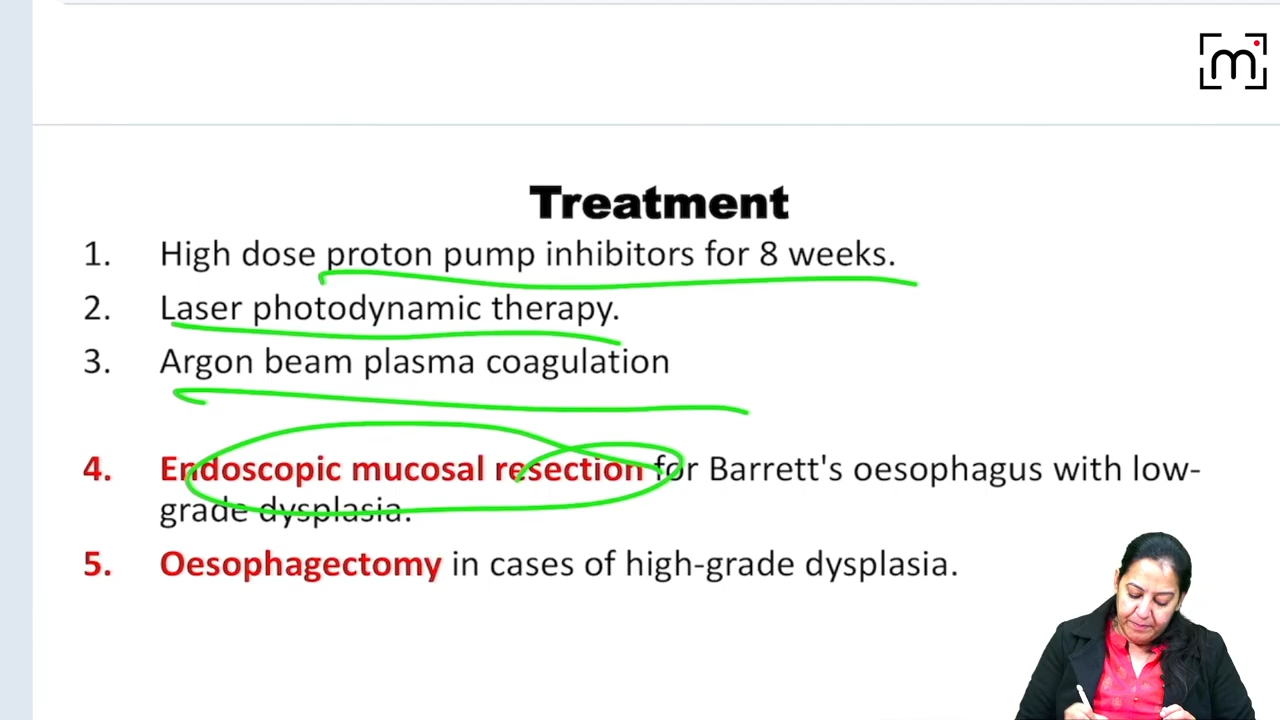 m
Treatment
1. High dose proton pump inhibitors for 8 weeks.
2. Laser photodynamic therapy.
3. Argon beam plasma coagulation
4. Endoscopic mucosal resection for Barrett's oesophagus with low-
grade dysplasia.
5. Oesophagectomy in cases of high-grade dysplasia.